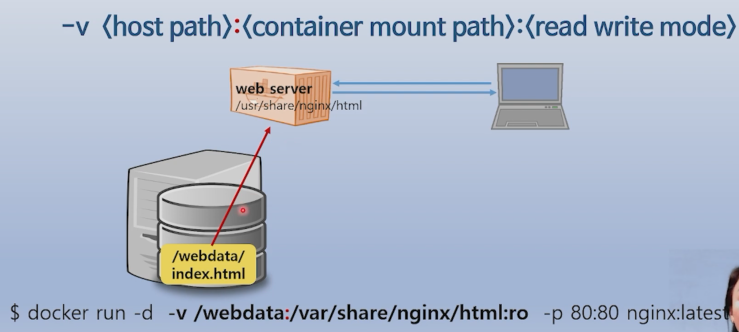 -v <host path>:<container mount path>:<read write mode>
web server
/usr/share/nginx/html
/webdata/
index.html
$ docker run -d -v /webdata:/var/share/nginx/html:ro -p 80:80 nginx:latest